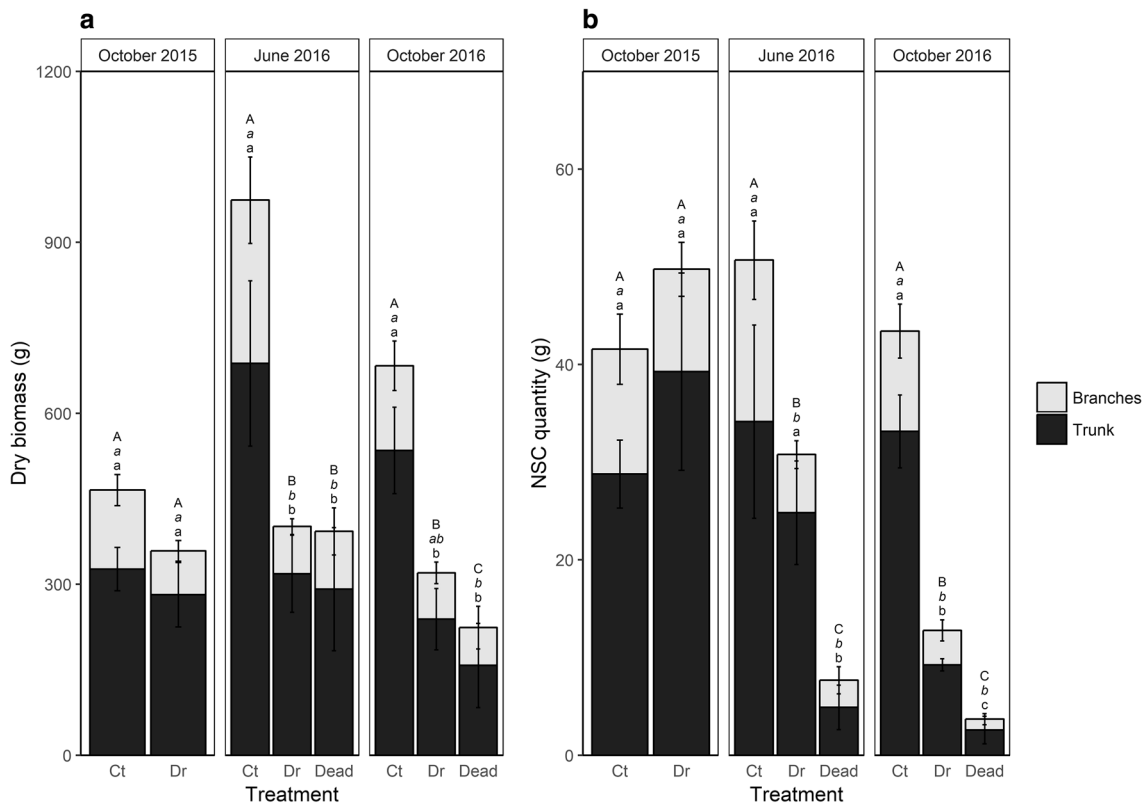 a
October 2015
June 2016
October 2016
Dry biomass (g)
1200
900
600
300
0
A
a
a
A
a
a
A
a
a
B
b
b
B
b
b
A
a
a
B
ab
b
C
b
b
Ct
Dr
Ct
Dr
Dead
Ct
Dr
Dead
Treatment
b
October 2015
June 2016
October 2016
NSC quantity (g)
60
40
20
0
A
a
a
A
a
a
A
a
a
B
b
a
C
b
b
A
a
a
B
b
b
C
b
c
Ct
Dr
Ct
Dr
Dead
Ct
Dr
Dead
Treatment
Branches
Trunk